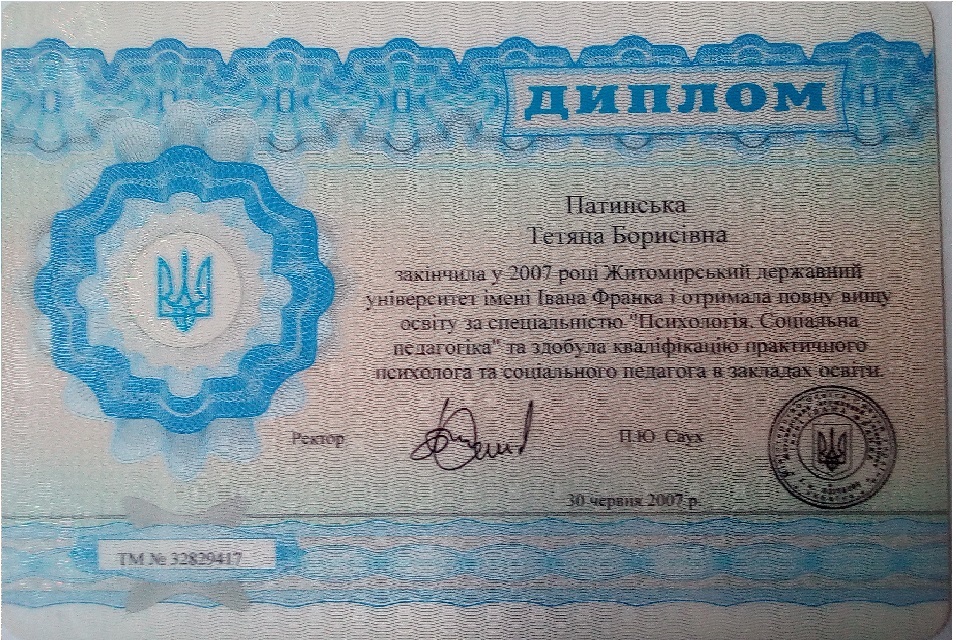 ДИПЛОМ
Патинська
Тетяна Борисівна
закінчила у 2007 році Житомирський державний
університет імені Івана Франка і отримала повну вищу
освіту за спеціальністю "Психологія. Соціальна
педагогіка" та здобула кваліфікацію практичного
психолога та соціального педагога в закладах освіти.
Ректор П.Ю Саух
30 червня 2007 р.
ТМ № 32829417